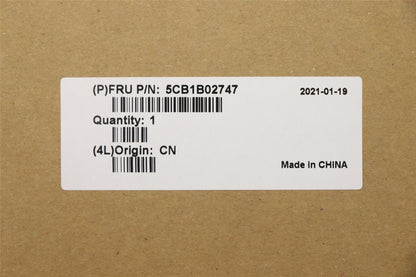 (P)FRU P/N: 5CB1B02747
2021-01-19
Quantity: 1
(4L)Origin: CN
Made in CHINA